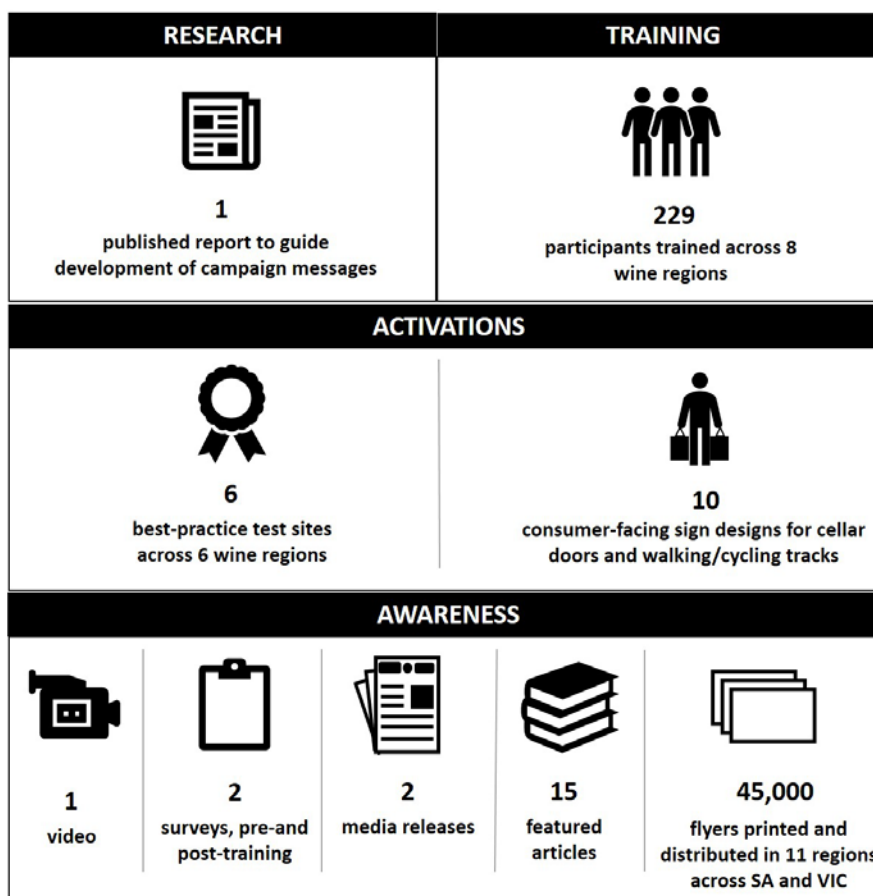 RESEARCH
1
published report to guide
development of campaign messages
TRAINING
229
participants trained across 8
wine regions
ACTIVATIONS
6
best-practice test sites
across 6 wine regions
10
consumer-facing sign designs for cellar
doors and walking/cycling tracks
AWARENESS
1
video
2
surveys, pre-and
post-training
2
media releases
15
featured
articles
45,000
flyers printed and
distributed in 11 regions
across SA and VIC